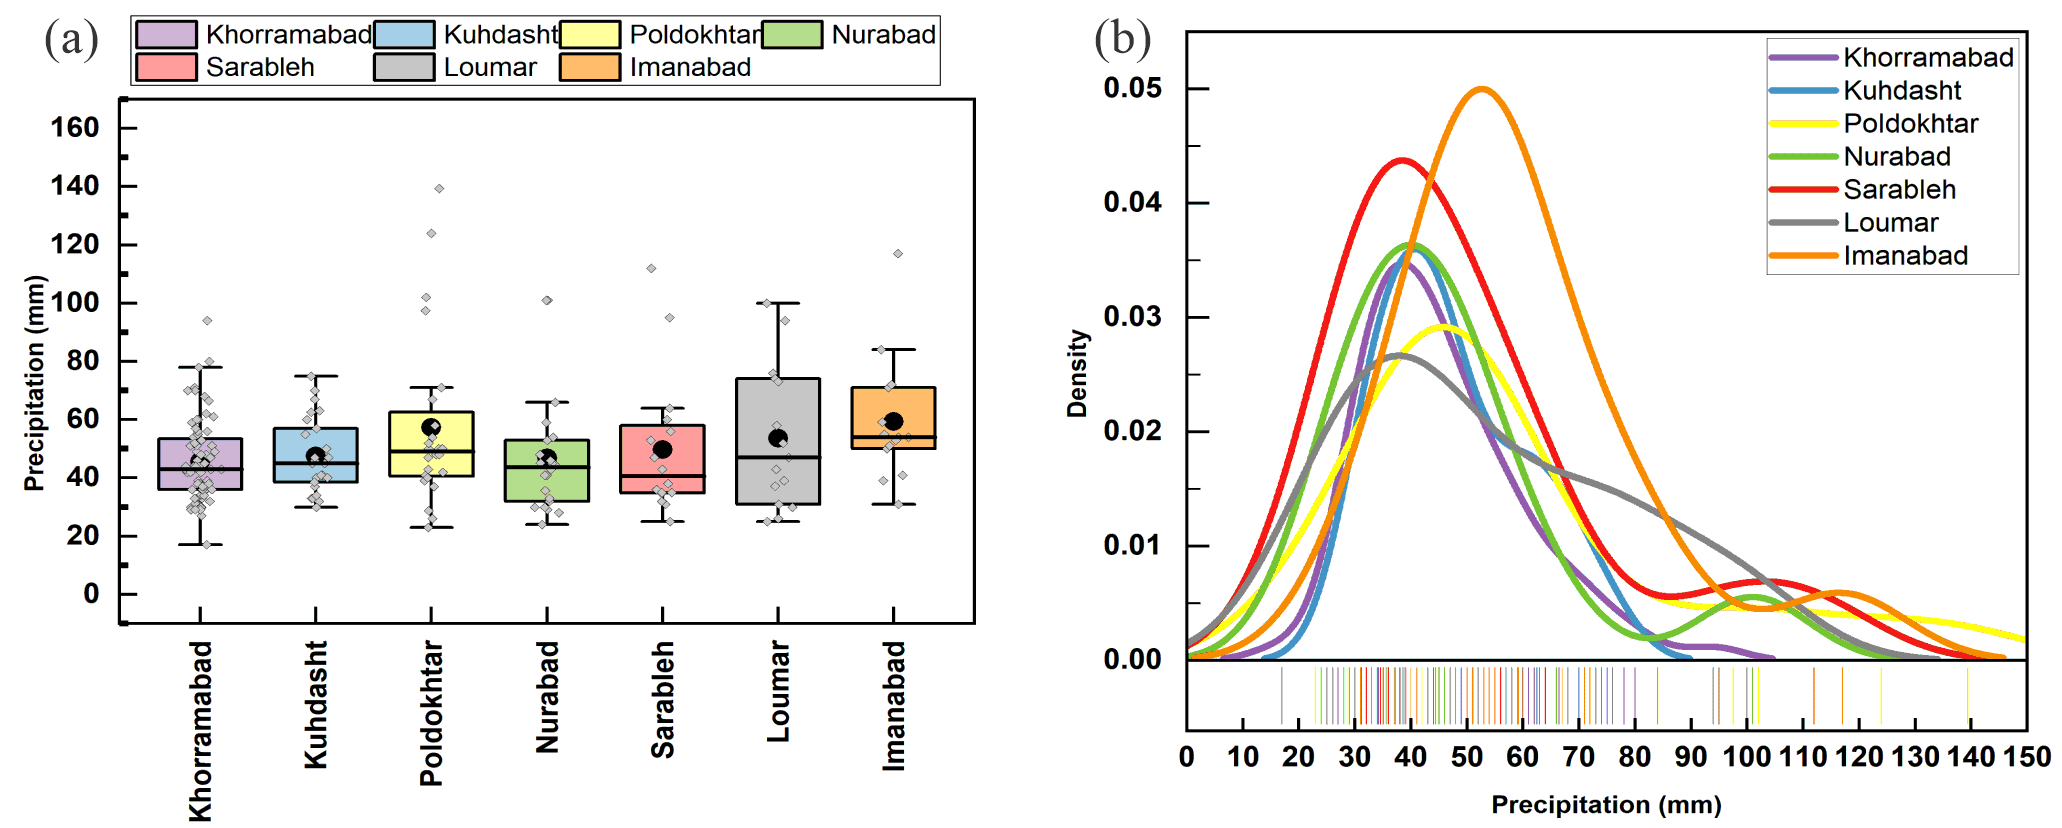 (a)
Khorramabad Kuhdasht Poldokhtar Nurabad
Sarableh Loumar Imanabad
Precipitation (mm)
160
140
120
100
80
60
40
20
0
Khorramabad Kuhdasht Poldokhtar Nurabad Sarableh Loumar Imanabad
(b)
Khorramabad
Kuhdasht
Poldokhtar
Nurabad
Sarableh
Loumar
Imanabad
Density
0.05
0.04
0.03
0.02
0.01
0.00
0 10 20 30 40 50 60 70 80 90 100 110 120 130 140 150
Precipitation (mm)